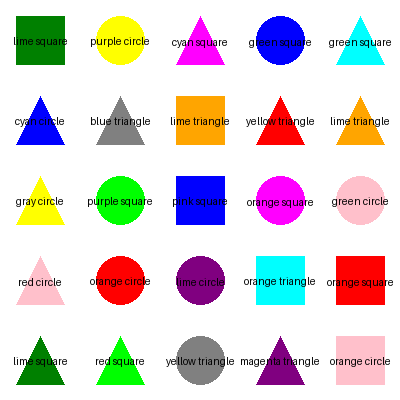 lime square purple circle cyan square green square green square
cyan circle blue triangle lime triangle yellow triangle lime triangle
gray circle purple square pink square orange square green circle
red circle orange circle lime circle orange triangle orange square
lime square red square yellow triangle magenta triangle orange circle